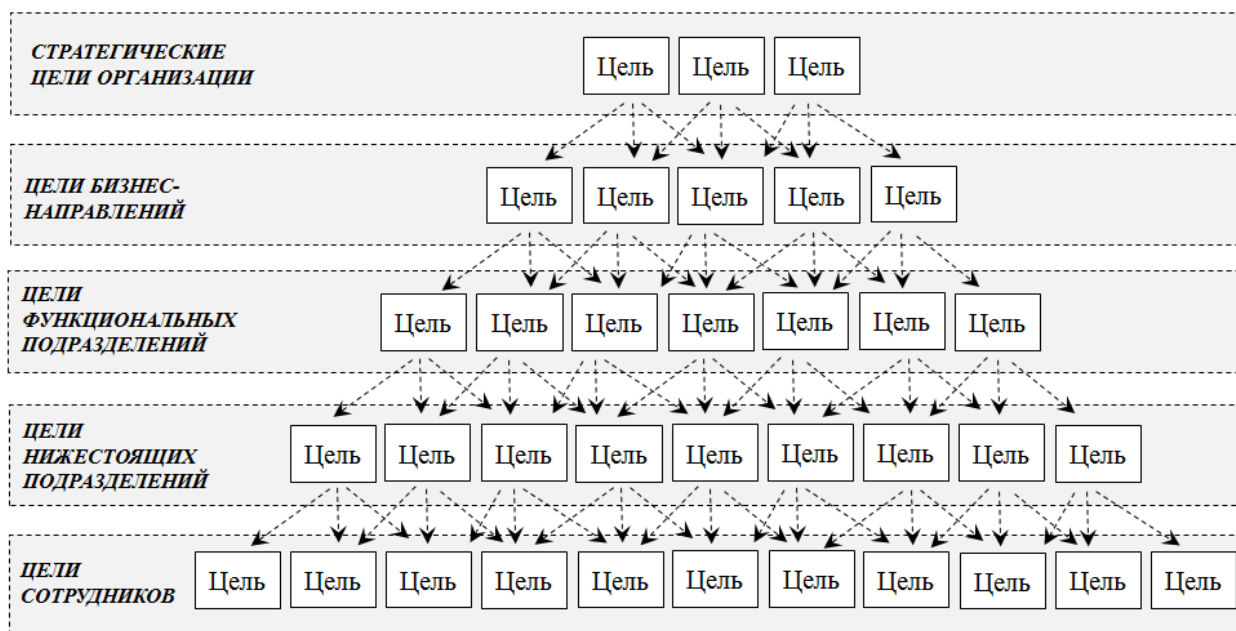 СТРАТЕГИЧЕСКИЕ
ЦЕЛИ ОРГАНИЗАЦИИ
Цель Цель Цель
ЦЕЛИ БИЗНЕС-
НАПРАВЛЕНИЙ
Цель Цель Цель Цель Цель
ЦЕЛИ
ФУНКЦИОНАЛЬНЫХ
ПОДРАЗДЕЛЕНИЙ
Цель Цель Цель Цель Цель Цель Цель
ЦЕЛИ
НИЖЕСТОЯЩИХ
ПОДРАЗДЕЛЕНИЙ
Цель Цель Цель Цель Цель Цель Цель Цель Цель
ЦЕЛИ
СОТРУДНИКОВ
Цель Цель Цель Цель Цель Цель Цель Цель Цель Цель Цель